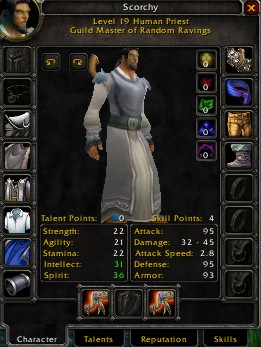 Scorchy
Level 19 Human Priest
Guild Master of Random Ravings
0
0
0
0
0
Talent Points: 0 Skill Points: 4
Strength: 22 Attack: 95
Agility: 21 Damage: 32 - 45
Stamina: 22 Attack Speed: 2.8
Intellect: 31 Defense: 95
Spirit: 36 Armor: 93
Character Talents Reputation Skills